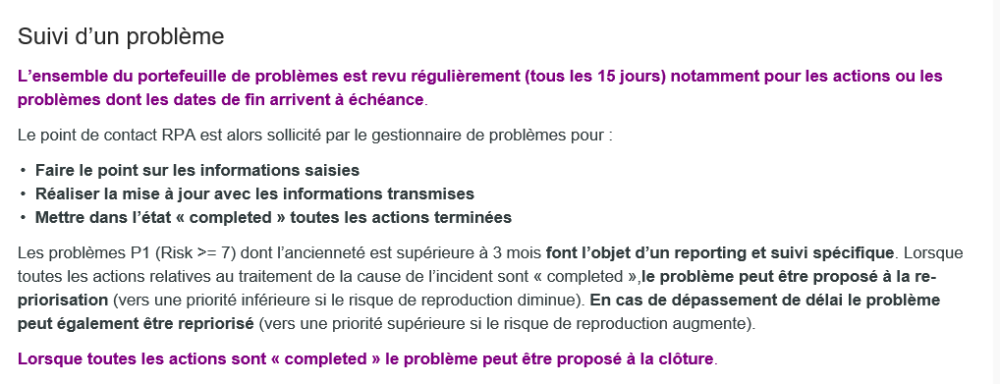 Suivi d’un problème
L’ensemble du portefeuille de problèmes est revu régulièrement (tous les 15 jours) notamment pour les actions ou les
problèmes dont les dates de fin arrivent à échéance.
Le point de contact RPA est alors sollicité par le gestionnaire de problèmes pour :
• Faire le point sur les informations saisies
• Réaliser la mise à jour avec les informations transmises
• Mettre dans l’état « completed » toutes les actions terminées
Les problèmes P1 (Risk >= 7) dont l’ancienneté est supérieure à 3 mois font l’objet d’un reporting et suivi spécifique. Lorsque
toutes les actions relatives au traitement de la cause de l’incident sont « completed »,le problème peut être proposé à la re-
priorisation (vers une priorité inférieure si le risque de reproduction diminue). En cas de dépassement de délai le problème
peut également être repriorisé (vers une priorité supérieure si le risque de reproduction augmente).
Lorsque toutes les actions sont « completed » le problème peut être proposé à la clôture.